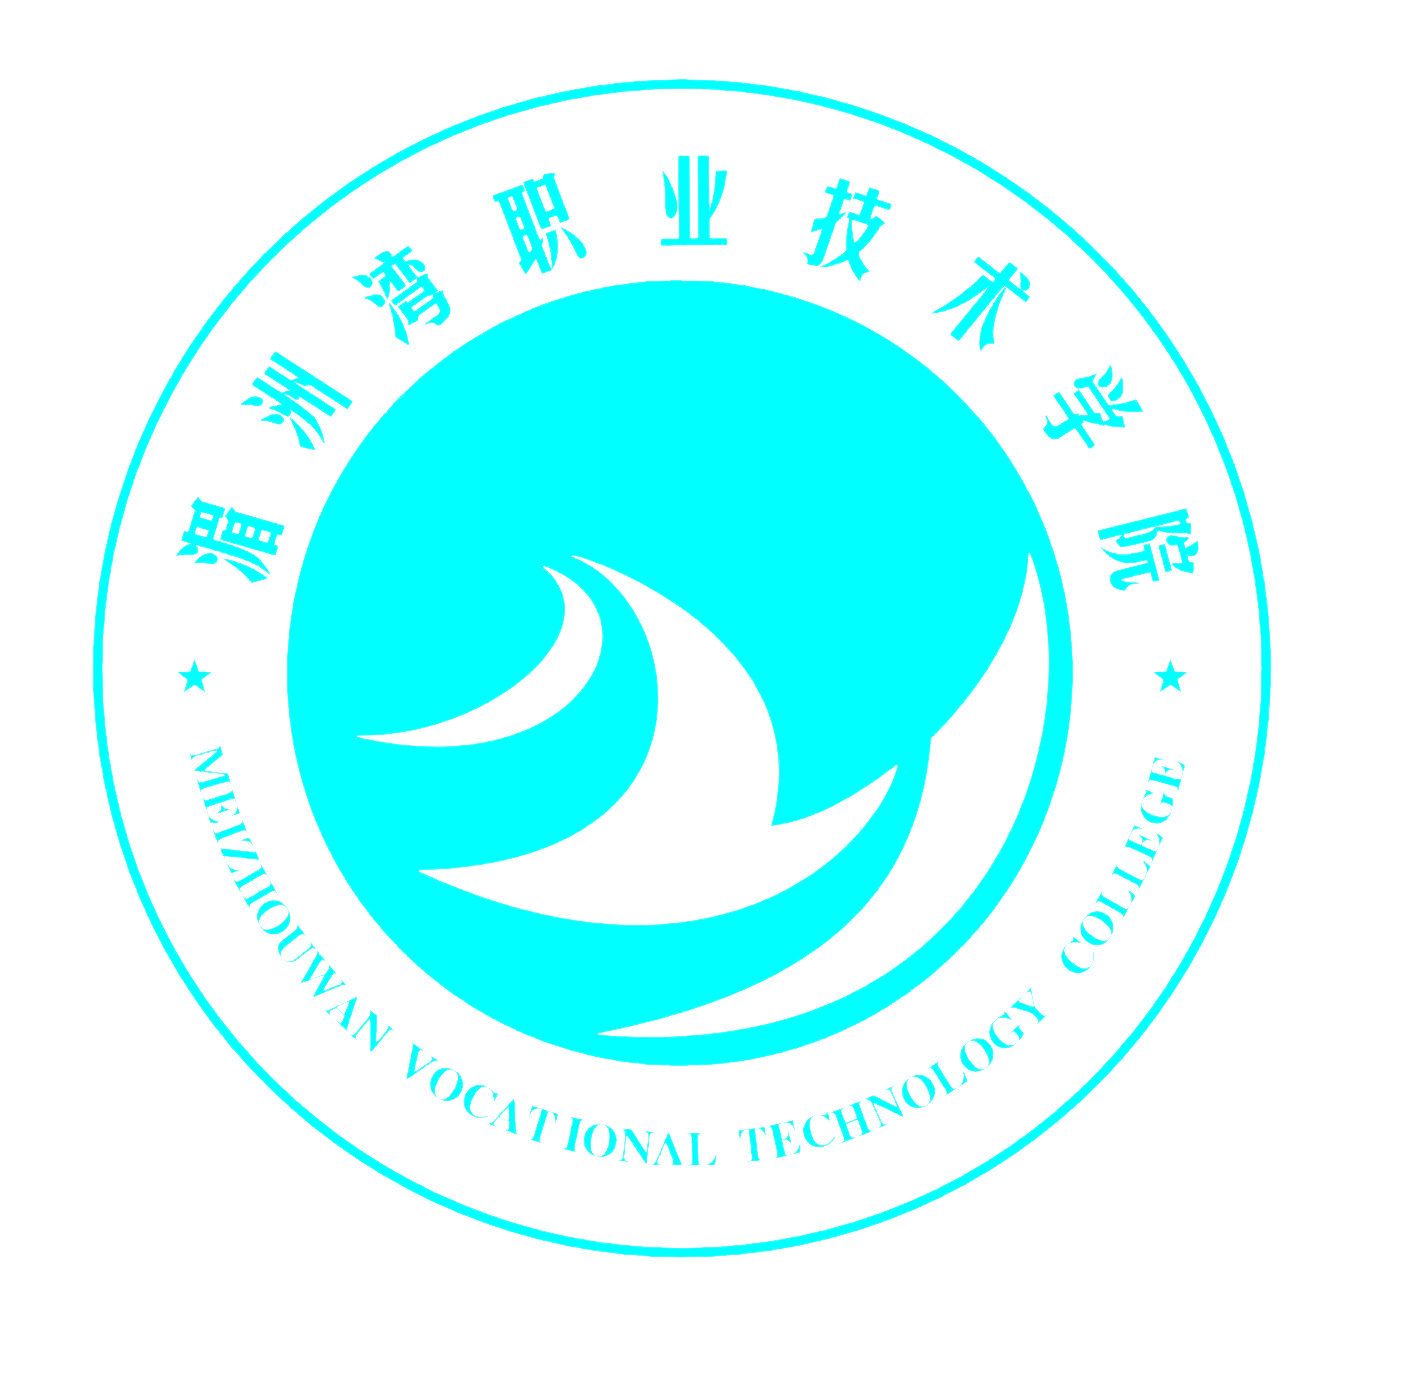 湄洲湾职业技术学院
MEIZHOUWAN VOCATIONAL TECHNOLOGY COLLEGE